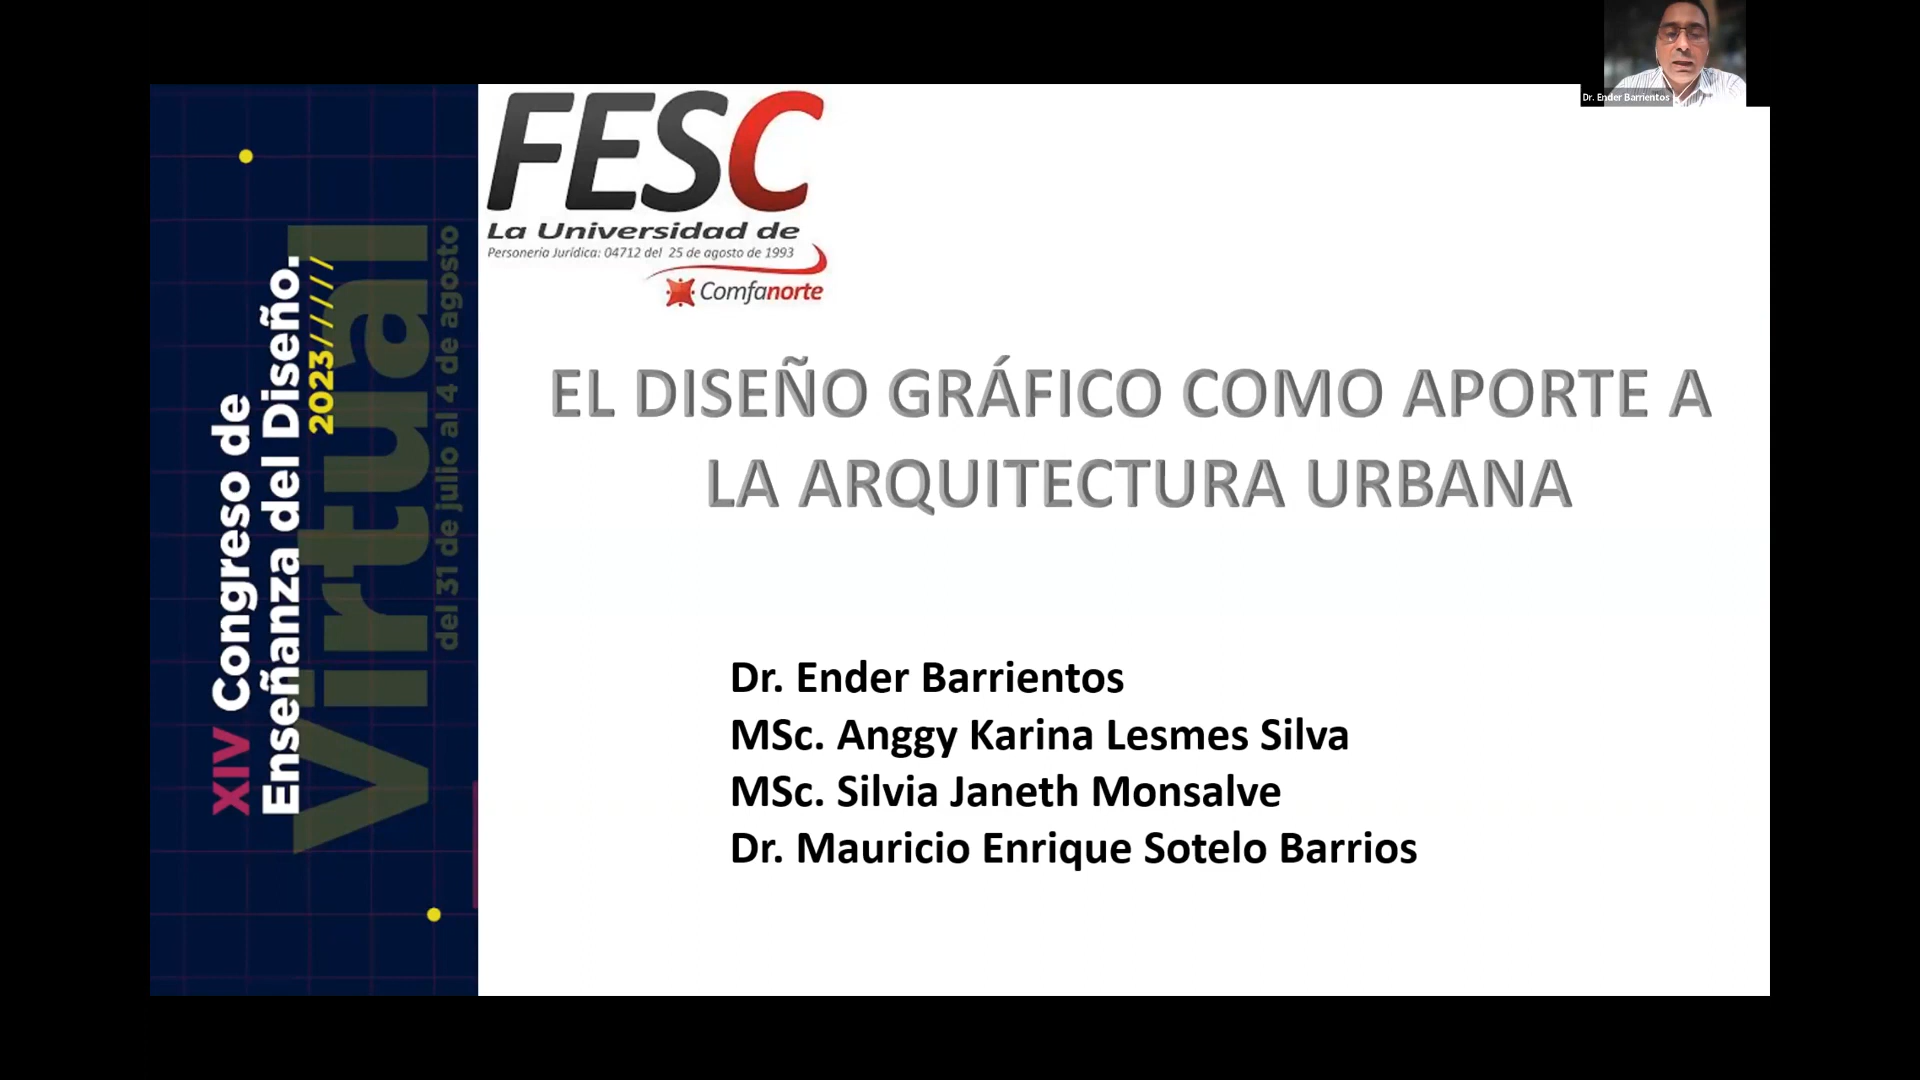 Dr. Ender Barrientos
XIV Congreso de
Enseñanza del Diseño.
2023//////
Virtual
del 31 de julio al 4 de agosto
FESC
La Universidad de
Personería Jurídica: 04712 del 25 de agosto de 1993
Comfanorte
EL DISEÑO GRÁFICO COMO APORTE A
LA ARQUITECTURA URBANA
Dr. Ender Barrientos
MSc. Anggy Karina Lesmes Silva
MSc. Silvia Janeth Monsalve
Dr. Mauricio Enrique Sotelo Barrios